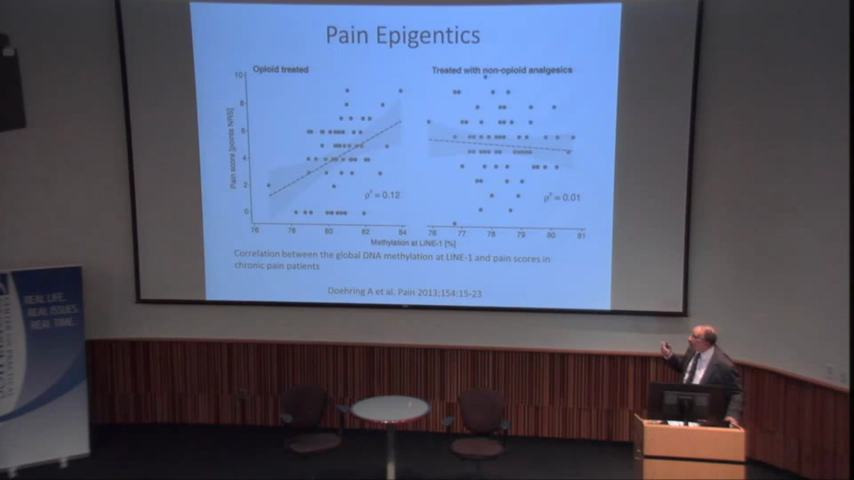 Pain Epigentics
Opioid treated
Treated with non-opioid analgesics
Pain score [points NRS]
10
8
6
4
2
0
ρ² = 0.12
ρ² = 0.01
76 78 80 82 84
76 77 78 79 80 81
Methylation at LINE-1 [%]
Correlation between the global DNA methylation at LINE-1 and pain scores in
chronic pain patients
Doehring A et al. Pain 2013;154:15-23
REAL LIFE.
REAL ISSUES.
REAL TIME.